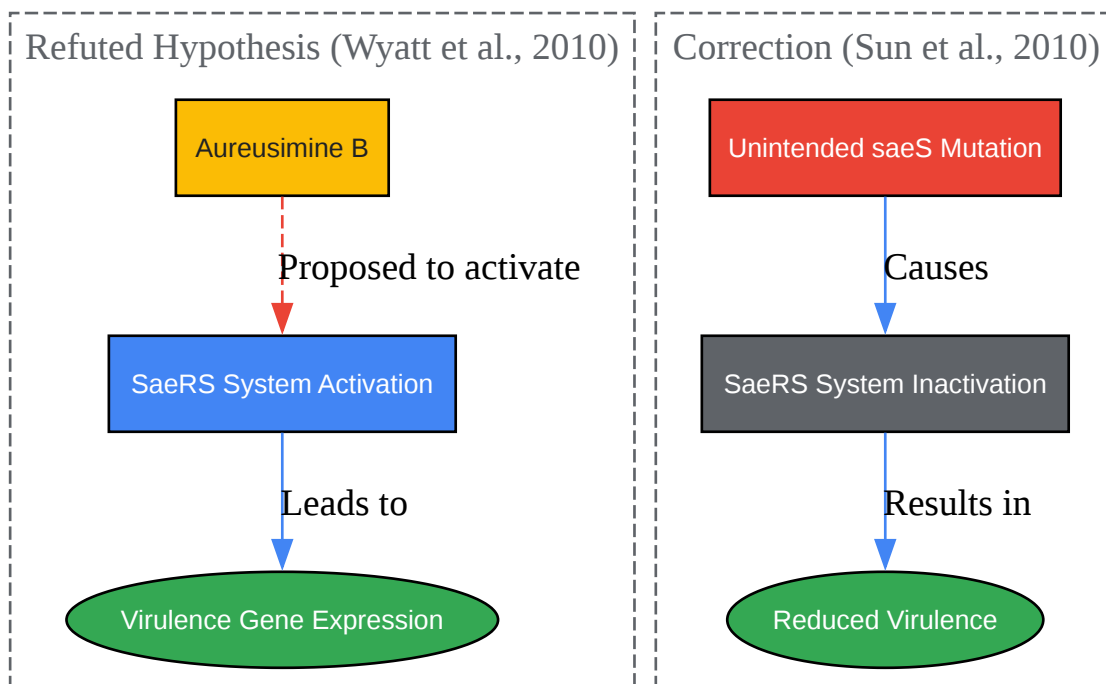 Refuted Hypothesis (Wyatt et al., 2010)
Aureusimine B
Proposed to activate
SaeRS System Activation
Leads to
Virulence Gene Expression
Correction (Sun et al., 2010)
Unintended saeS Mutation
Causes
SaeRS System Inactivation
Results in
Reduced Virulence